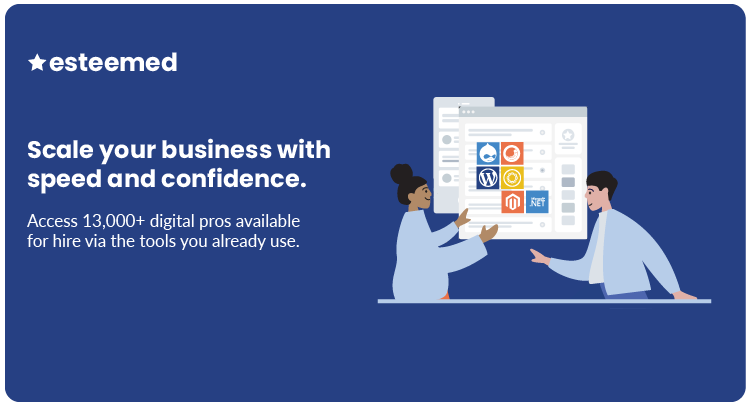 esteemed
Scale your business with
speed and confidence.
Access 13,000+ digital pros available
for hire via the tools you already use.
.NET